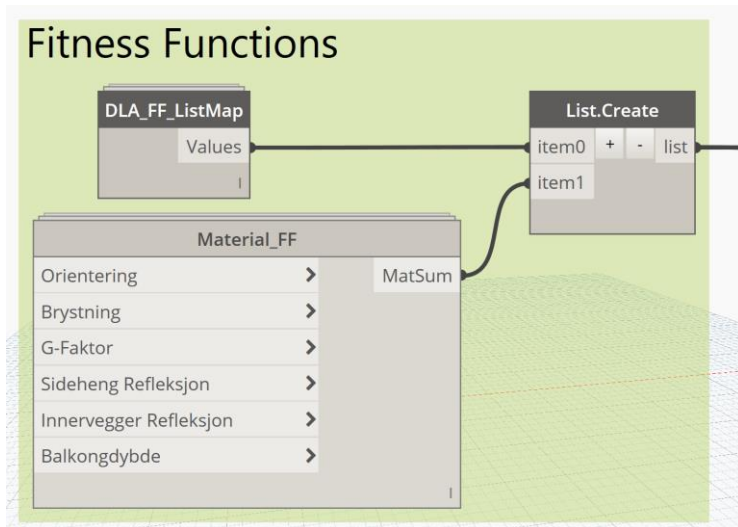 Fitness Functions
DLA_FF_ListMap
Values
List.Create
item0 + - list
item1
Material_FF
Orientering
MatSum
Brystning
G-Faktor
Sideheng Refleksjon
Innervegger Refleksjon
Balkongdybde